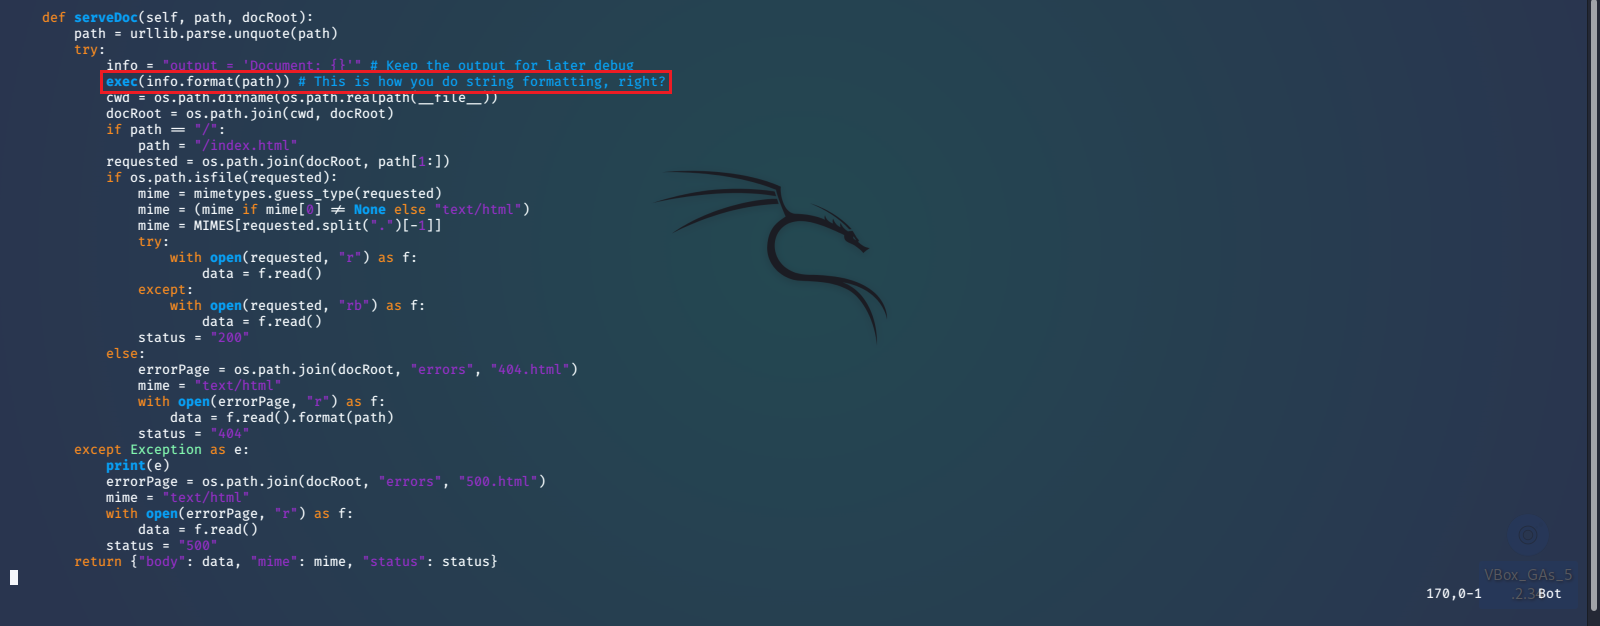 def serveDoc(self, path, docRoot):
        path = urllib.parse.unquote(path)
        try:
            info = "output = 'Document: {}'" # Keep the output for later debug
            exec(info.format(path)) # This is how you do string formatting, right?
            cwd = os.path.dirname(os.path.realpath(__file__))
            docRoot = os.path.join(cwd, docRoot)
            if path == "/":
                path = "/index.html"
            requested = os.path.join(docRoot, path[1:])
            if os.path.isfile(requested):
                mime = mimetypes.guess_type(requested)
                mime = (mime if mime[0] != None else "text/html")
                mime = MIMES[requested.split(".")[-1]]
                try:
                    with open(requested, "r") as f:
                        data = f.read()
                except:
                    with open(requested, "rb") as f:
                        data = f.read()
                status = "200"
            else:
                errorPage = os.path.join(docRoot, "errors", "404.html")
                mime = "text/html"
                with open(errorPage, "r") as f:
                    data = f.read().format(path)
                status = "404"
        except Exception as e:
            print(e)
            errorPage = os.path.join(docRoot, "errors", "500.html")
            mime = "text/html"
            with open(errorPage, "r") as f:
                data = f.read()
            status = "500"
        return {"body": data, "mime": mime, "status": status}
VBox_GAs_5
170,0-1
Bot